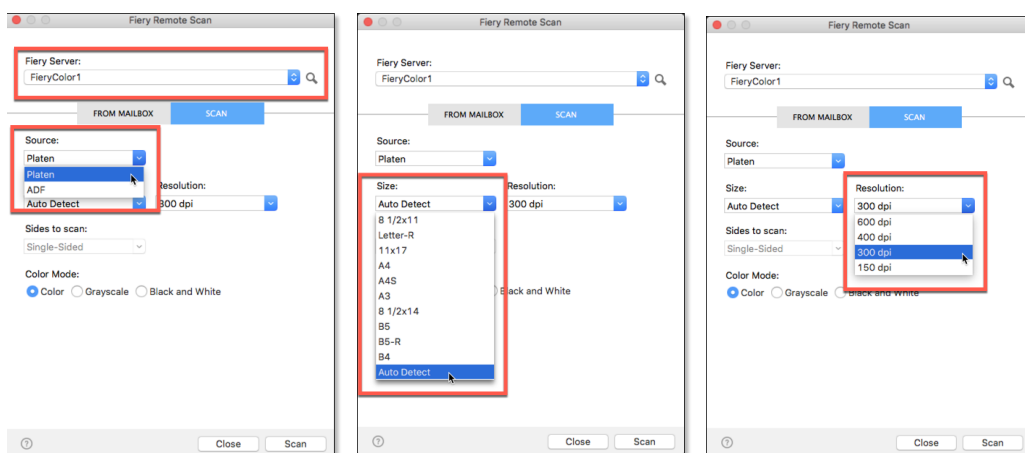 Fiery Remote Scan
Fiery Server:
FieryColor1
FROM MAILBOX SCAN
Source:
Platen
Platen
ADF
Resolution:
Auto Detect 300 dpi
Sides to scan:
Single-Sided
Color Mode:
Color Grayscale Black and White
? Close Scan
Fiery Remote Scan
Fiery Server:
FieryColor1
FROM MAILBOX SCAN
Source:
Platen
Size: Resolution:
Auto Detect 300 dpi
8 1/2x11
Letter-R
11x17
A4
A4S
A3
8 1/2x14
B5
B5-R
B4
Auto Detect
Black and White
? Close Scan
Fiery Remote Scan
Fiery Server:
FieryColor1
FROM MAILBOX SCAN
Source:
Platen
Size: Resolution:
Auto Detect 300 dpi
600 dpi
400 dpi
300 dpi
150 dpi
Sides to scan:
Single-Sided
Color Mode:
Color Grayscale Black and White
? Close Scan